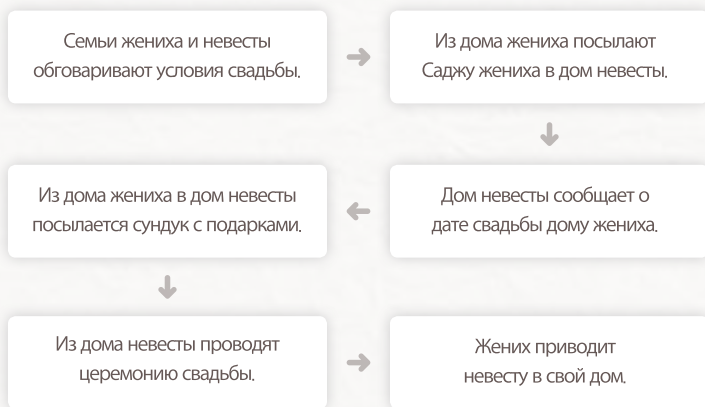 Семьи жениха и невесты
обговаривают условия свадьбы.
Из дома жениха посылают
Саджу жениха в дом невесты.
Дом невесты сообщает о
дате свадьбы дому жениха.
Из дома жениха в дом невесты
посылается сундук с подарками.
Из дома невесты проводят
церемонию свадьбы.
Жених приводит
невесту в свой дом.